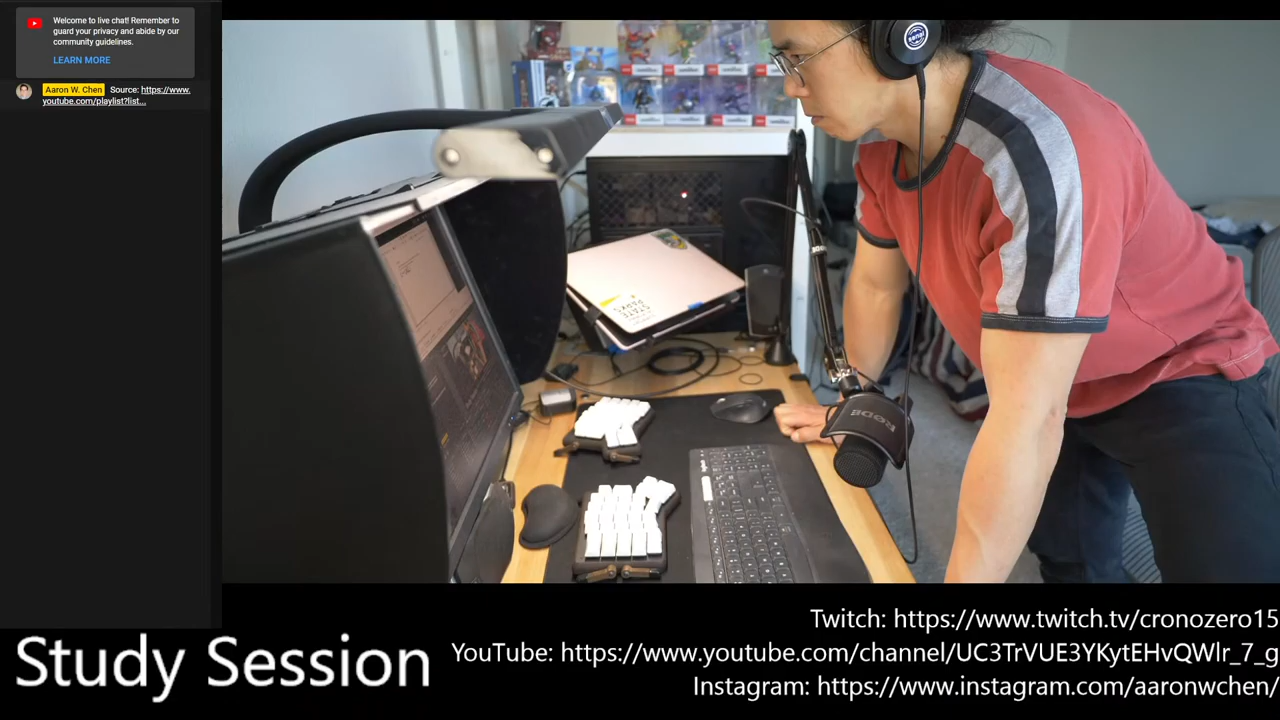 Welcome to live chat! Remember to
guard your privacy and abide by our
community guidelines.
LEARN MORE
Aaron W. Chen Source: https://www.
youtube.com/playlist?list...
RØDE
Study Session
Twitch: https://www.twitch.tv/cronozero15
YouTube: https://www.youtube.com/channel/UC3TrVUE3YKytEHvQWlr_7_g
Instagram: https://www.instagram.com/aaronwchen/